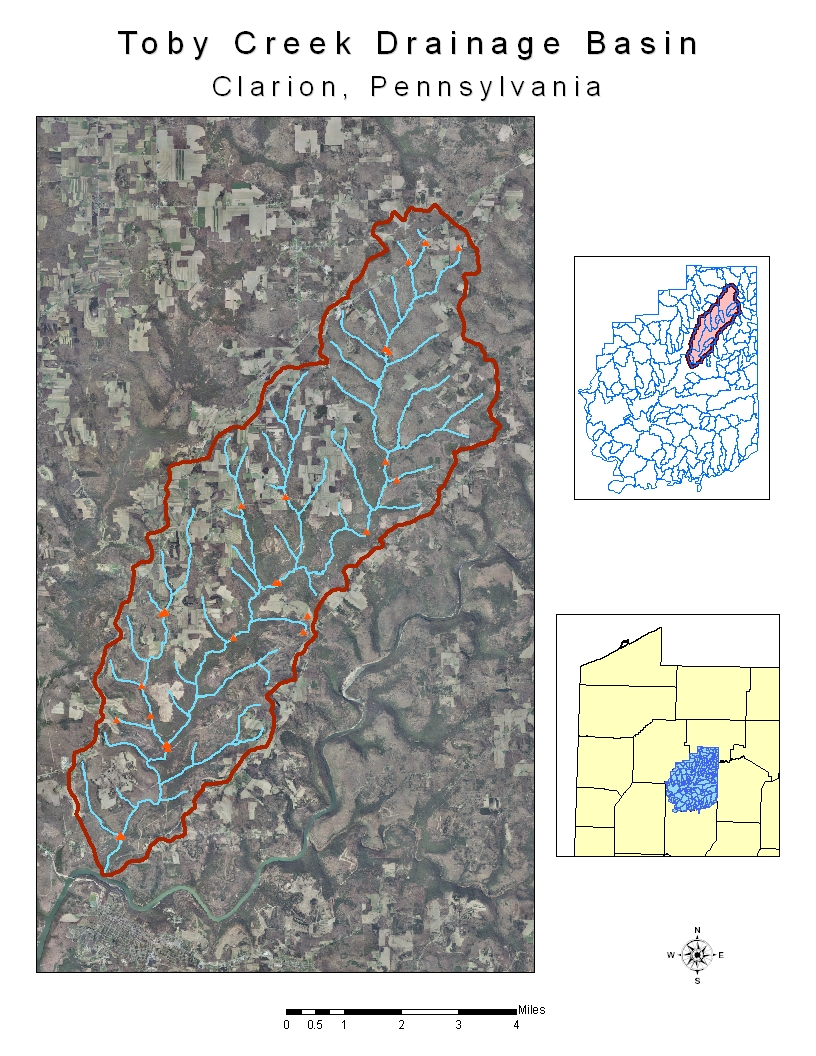 Toby Creek Drainage Basin
Clarion, Pennsylvania
N
W E
S
Miles
0 0.5 1 2 3 4